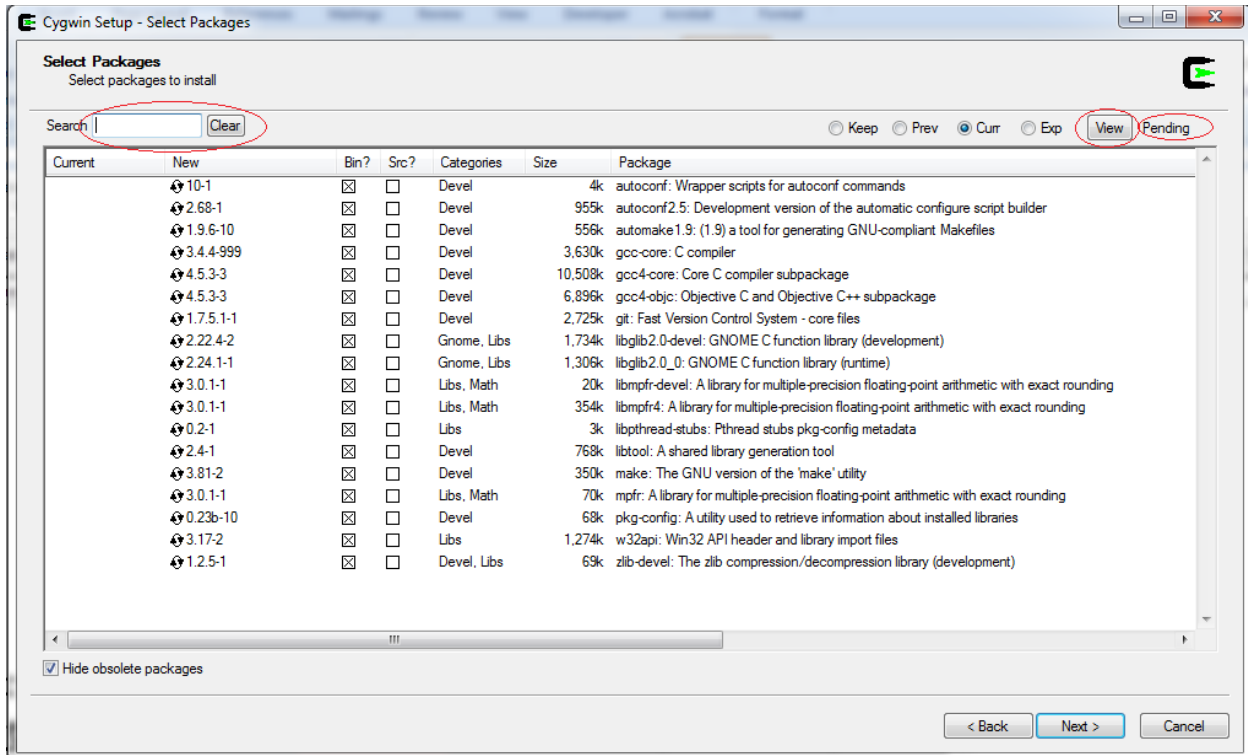 Cygwin Setup - Select Packages
Select Packages
Select packages to install
Search Clear Keep Prev Curr Exp View Pending
Current New Bin? Src? Categories Size Package
10-1 Devel 4k autoconf: Wrapper scripts for autoconf commands
2.68-1 Devel 955k autoconf2.5: Development version of the automatic configure script builder
1.9.6-10 Devel 556k automake1.9: (1.9) a tool for generating GNU-compliant Makefiles
3.4.4-999 Devel 3,630k gcc-core: C compiler
4.5.3-3 Devel 10,508k gcc4-core: Core C compiler subpackage
4.5.3-3 Devel 6,896k gcc4-objc: Objective C and Objective C++ subpackage
1.7.5.1-1 Devel 2,725k git: Fast Version Control System - core files
2.22.4-2 Gnome, Libs 1,734k libglib2.0-devel: GNOME C function library (development)
2.24.1-1 Gnome, Libs 1,306k libglib2.0_0: GNOME C function library (runtime)
3.0.1-1 Libs, Math 20k libmpfr-devel: A library for multiple-precision floating-point arithmetic with exact rounding
3.0.1-1 Libs, Math 354k libmpfr4: A library for multiple-precision floating-point arithmetic with exact rounding
0.2-1 Libs 3k libpthread-stubs: Pthread stubs pkg-config metadata
2.4-1 Devel 768k libtool: A shared library generation tool
3.81-2 Devel 350k make: The GNU version of the 'make' utility
3.0.1-1 Libs, Math 70k mpfr: A library for multiple-precision floating-point arithmetic with exact rounding
0.23b-10 Devel 68k pkg-config: A utility used to retrieve information about installed libraries
3.17-2 Libs 1,274k w32api: Win32 API header and library import files
1.2.5-1 Devel, Libs 69k zlib-devel: The zlib compression/decompression library (development)
Hide obsolete packages
< Back Next > Cancel